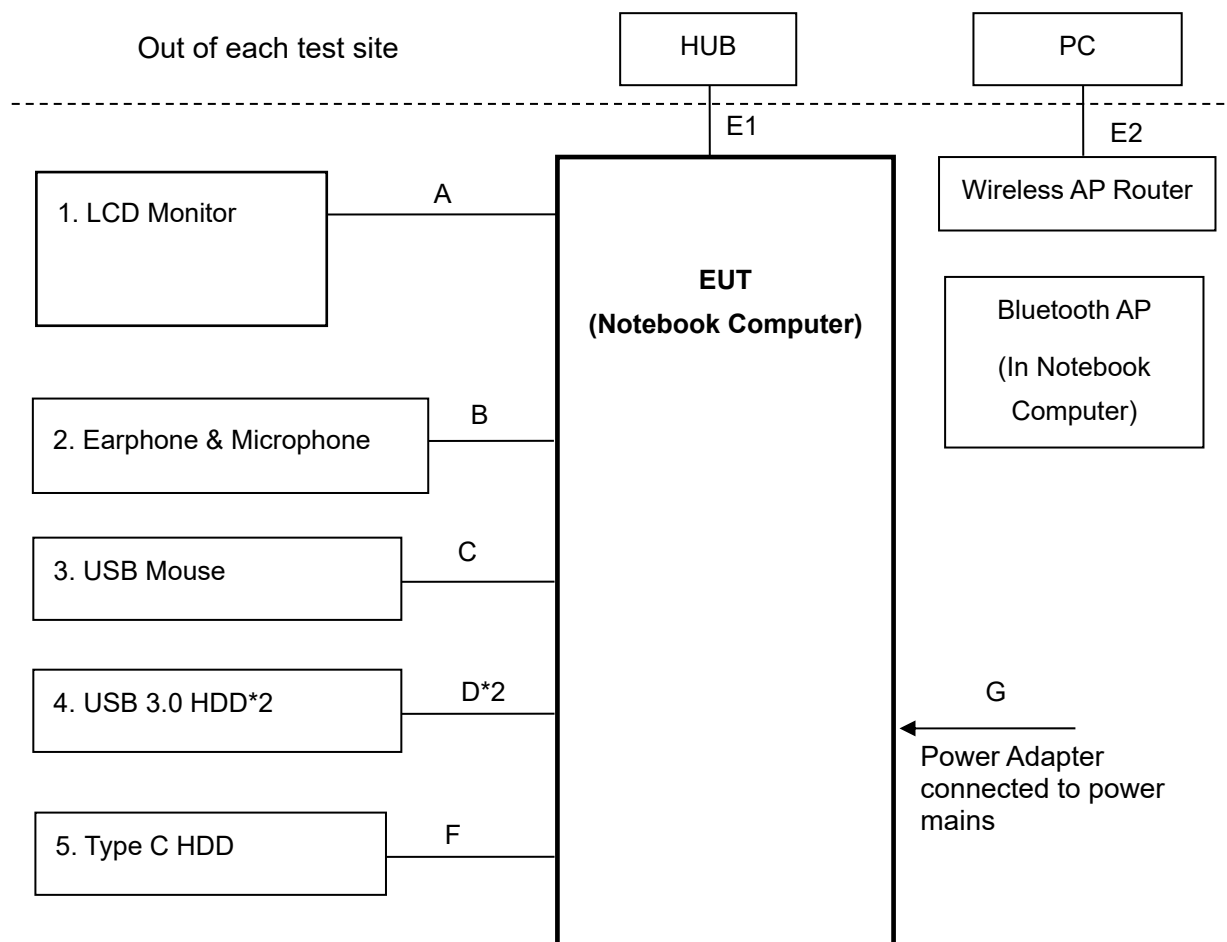 Out of each test site
HUB
PC
E1
E2
1. LCD Monitor
A
Wireless AP Router
EUT
(Notebook Computer)
Bluetooth AP
(In Notebook
Computer)
2. Earphone & Microphone
B
3. USB Mouse
C
4. USB 3.0 HDD*2
D*2
G
Power Adapter
connected to power
mains
5. Type C HDD
F